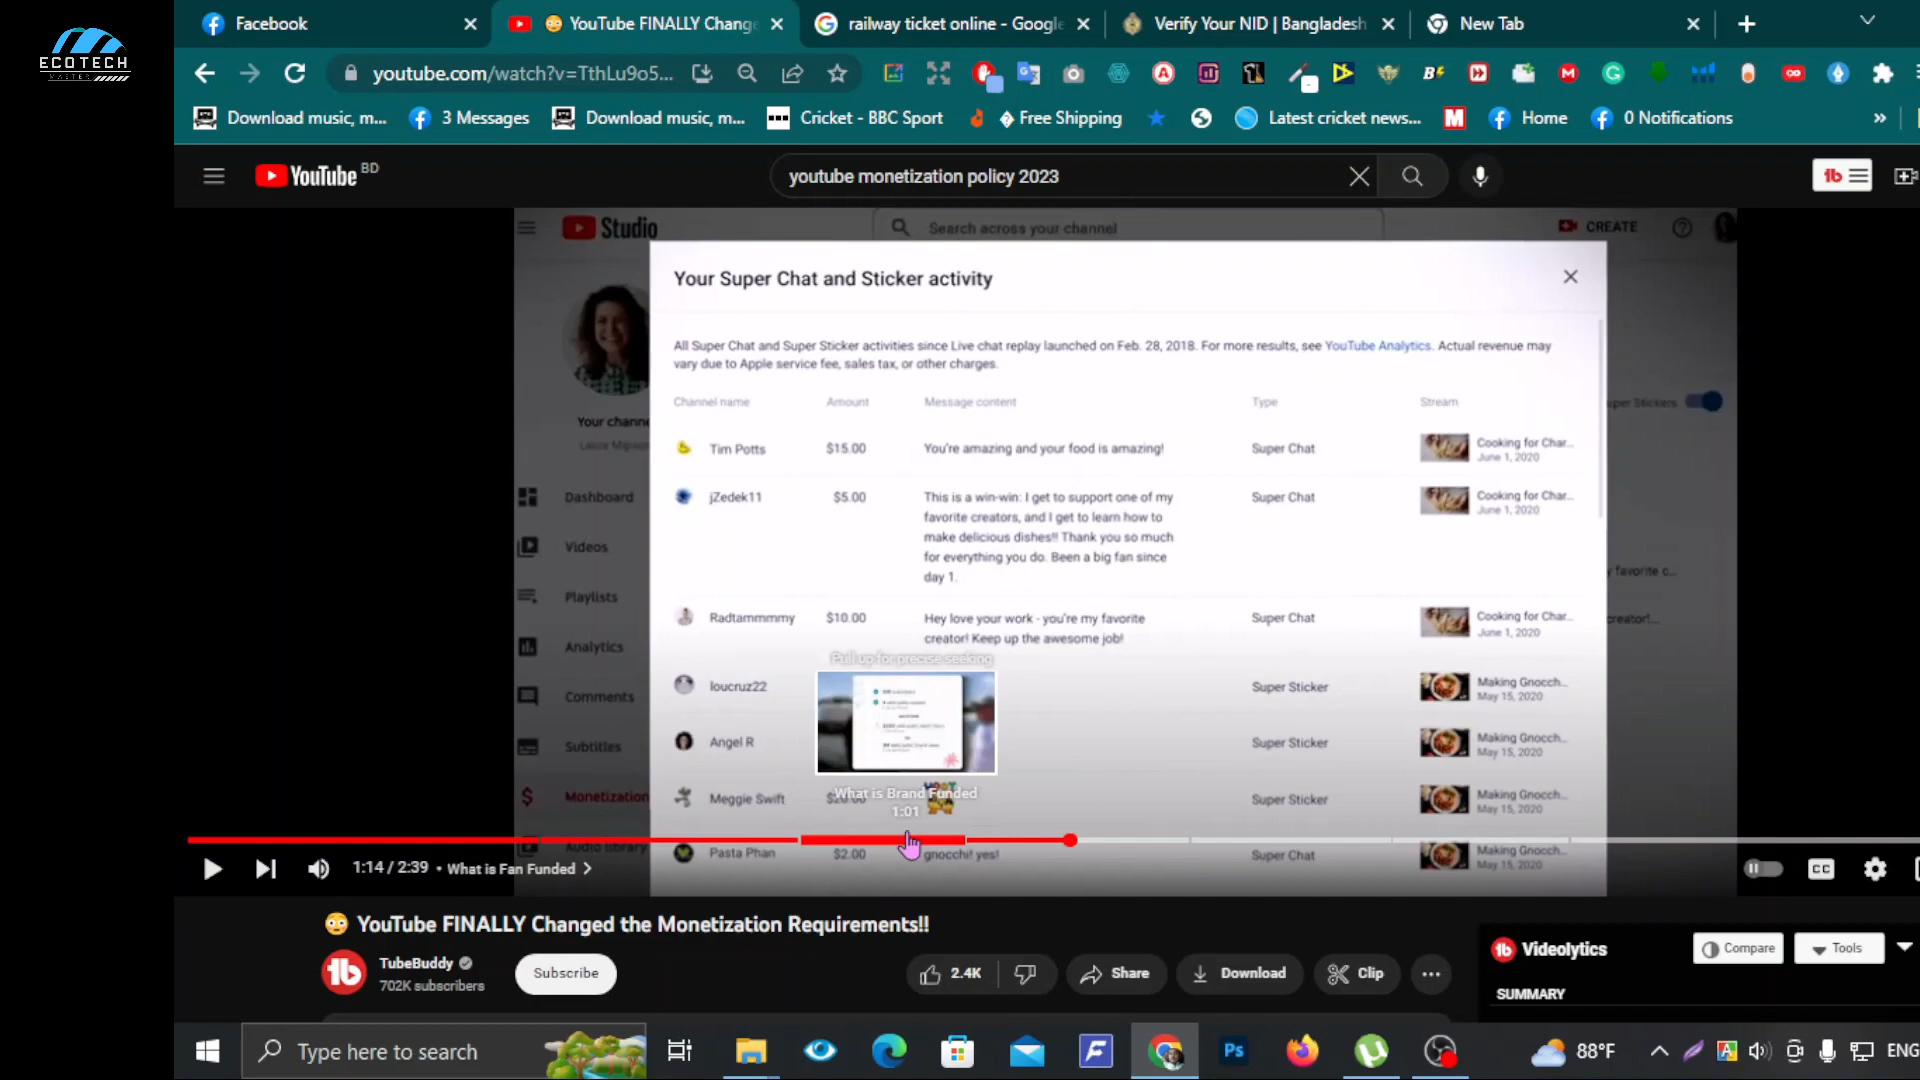 ECOTECH
MASTER
Facebook
😳 YouTube FINALLY Chang
railway ticket online - Google
Verify Your NID | Bangladesh
New Tab
youtube.com/watch?v=TthLu9o5...
Download music, m...
3 Messages
Download music, m...
Cricket - BBC Sport
Free Shipping
Latest cricket news...
Home
0 Notifications
»
YouTube BD
youtube monetization policy 2023
Studio
Search across your channel
CREATE
Your Super Chat and Sticker activity
All Super Chat and Super Sticker activities since Live chat replay launched on Feb. 28, 2018. For more results, see YouTube Analytics. Actual revenue may
vary due to Apple service fee, sales tax, or other charges.
Channel name Amount Message content Type Stream
Tim Potts $15.00 You're amazing and your food is amazing! Super Chat Cooking for Char...
June 1, 2020
jZedek11 $5.00 This is a win-win: I get to support one of my Super Chat Cooking for Char...
June 1, 2020
favorite creators, and I get to learn how to
make delicious dishes!! Thank you so much
for everything you do. Been a big fan since
day 1.
Radtammmmy $10.00 Hey love your work - you're my favorite Super Chat Cooking for Char...
June 1, 2020
creator! Keep up the awesome job!
Pull up for precise seeking
loucruz22 Super Sticker Making Gnocch...
May 15, 2020
Angel R Super Sticker Making Gnocch...
May 15, 2020
Meggie Swift $20.00 Super Sticker Making Gnocch...
May 15, 2020
What is Brand Funded
1:01
Pasta Phan $2.00 gnocchi! yes! Super Chat Making Gnocch...
May 15, 2020
Your channe
Dashboard
Videos
Playlists
Analytics
Comments
Subtitles
Monetization
Audio library
per Stickers
y favorite c...
creator!...
1:14 / 2:39 • What is Fan Funded
CC
😳 YouTube FINALLY Changed the Monetization Requirements!!
TubeBuddy
702K subscribers
Subscribe
2.4K
Share
Download
Clip
Videolytics
Compare
Tools
SUMMARY
Type here to search
Ps
88°F
ENG